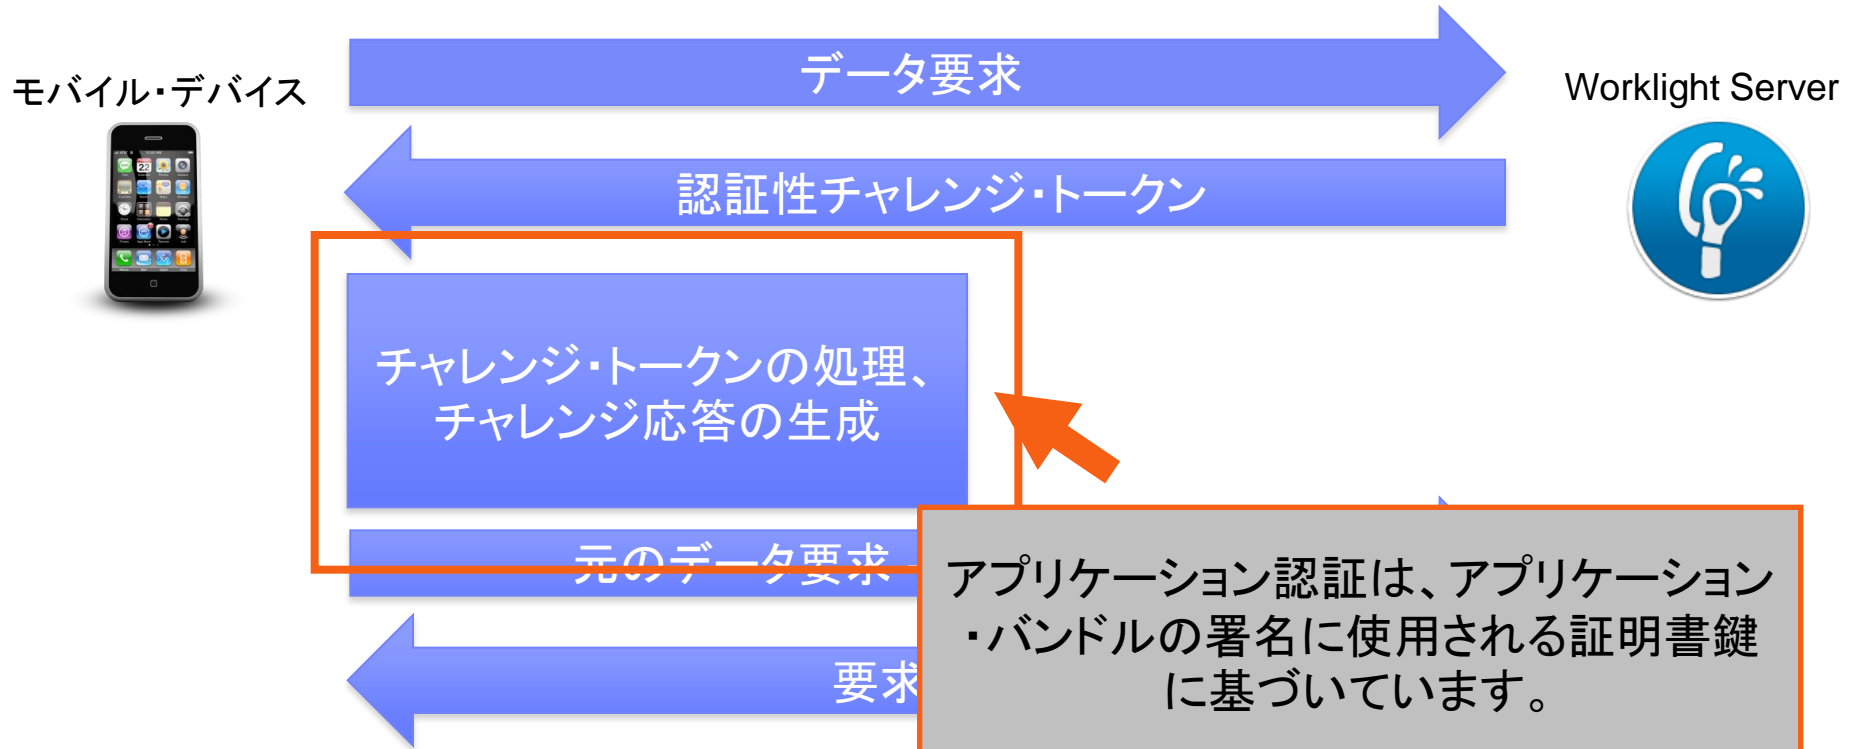 データ要求
モバイル・デバイス
Worklight Server
認証性チャレンジ・トークン
チャレンジ・トークンの処理、
チャレンジ応答の生成
元のデータ要求
アプリケーション認証は、アプリケーション
・バンドルの署名に使用される証明書鍵
に基づいています。
要求